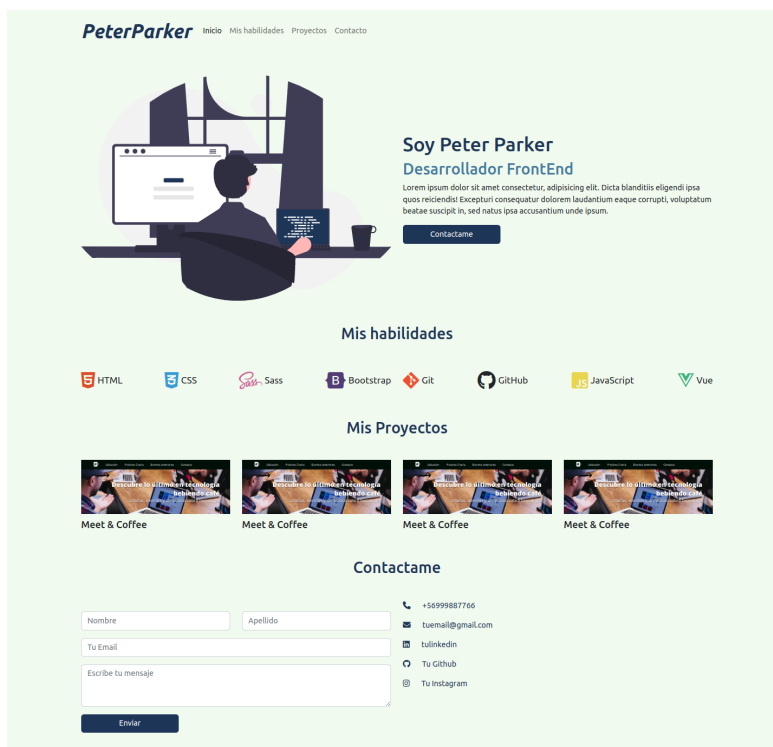 PeterParker Inicio Mis habilidades Proyectos Contacto
Soy Peter Parker
Desarrollador FrontEnd
Lorem ipsum dolor sit amet consectetur, adipisicing elit. Dicta blanditiis eligendi ipsa
quos reiciendis! Excepturi consequatur dolorem laudantium eaque corrupti, voluptatum
beatae suscipit in, sed natus ipsa accusantium unde ipsum.
Contactame
Mis habilidades
HTML CSS Sass Sass B Bootstrap Git GitHub JS JavaScript Vue
Mis Proyectos
Descubre lo último en tecnología
bebiendo café
Meet & Coffee
Descubre lo último en tecnología
bebiendo café
Meet & Coffee
Descubre lo último en tecnología
bebiendo café
Meet & Coffee
Descubre lo último en tecnología
bebiendo café
Meet & Coffee
Contactame
Nombre Apellido
Tu Email
Escribe tu mensaje
Enviar
+56999887766
tuemail@gmail.com
tulinkedin
Tu Github
Tu Instagram